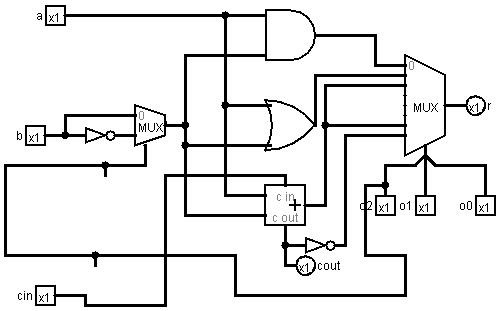 a x1
0
b x1
0
MUX
MUX
x1 r
c in
+
c out
o2 x1
o1 x1
o0 x1
x1 cout
cin x1